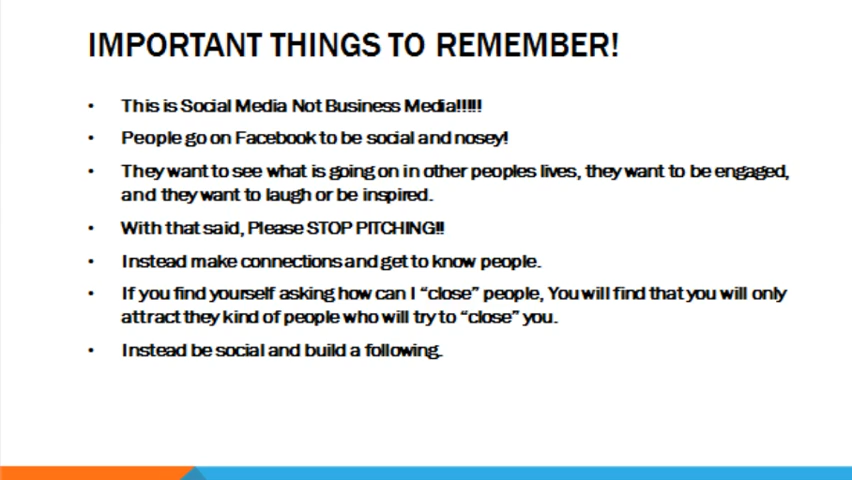 IMPORTANT THINGS TO REMEMBER!
• This is Social Media Not Business Media!!!!!
• People go on Facebook to be social and nosey!
• They want to see what is going on in other peoples lives, they want to be engaged,
and they want to laugh or be inspired.
• With that said, Please STOP PITCHING!!
• Instead make connections and get to know people.
• If you find yourself asking how can I “close” people, You will find that you will only
attract they kind of people who will try to “close” you.
• Instead be social and build a following.